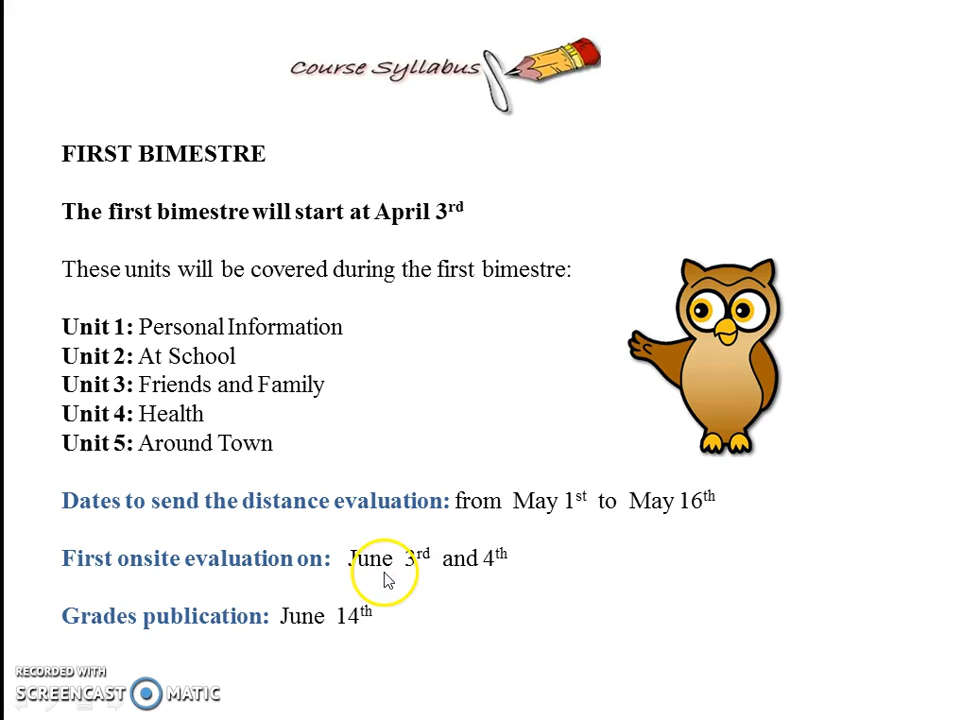 Course Syllabus
FIRST BIMESTRE
The first bimestre will start at April 3rd
These units will be covered during the first bimestre:
Unit 1: Personal Information
Unit 2: At School
Unit 3: Friends and Family
Unit 4: Health
Unit 5: Around Town
Dates to send the distance evaluation: from May 1st to May 16th
First onsite evaluation on: June 3rd and 4th
Grades publication: June 14th
RECORDED WITH
SCREENCAST MATIC